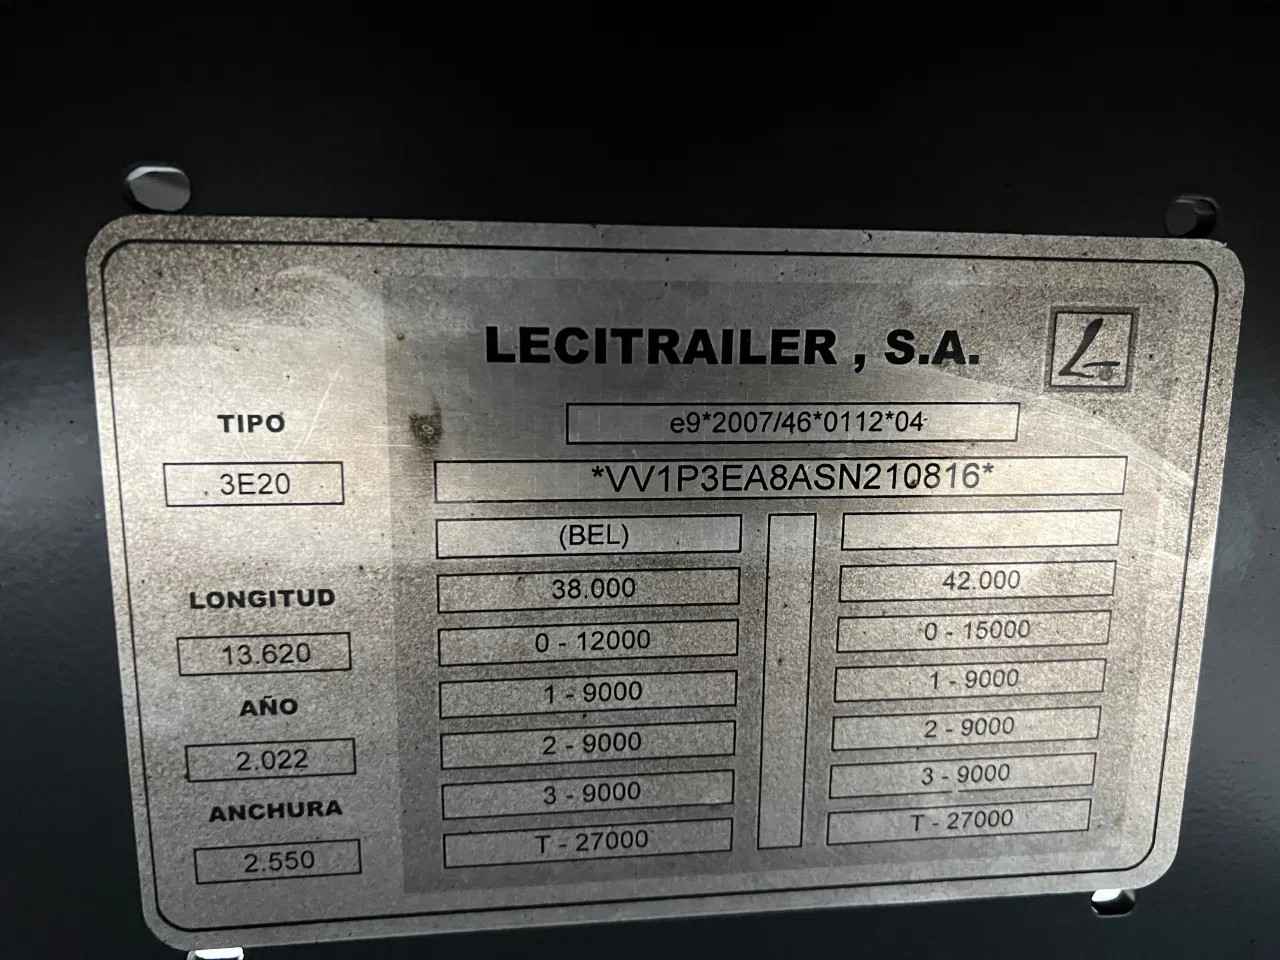 LECITRAILER , S.A.
TIPO
e9*2007/46*0112*04
3E20
*VV1P3EA8ASN210816*
(BEL)
38.000
42.000
LONGITUD
0 - 12000
0 - 15000
13.620
1 - 9000
1 - 9000
AÑO
2 - 9000
2 - 9000
2.022
3 - 9000
3 - 9000
ANCHURA
T - 27000
T - 27000
2.550